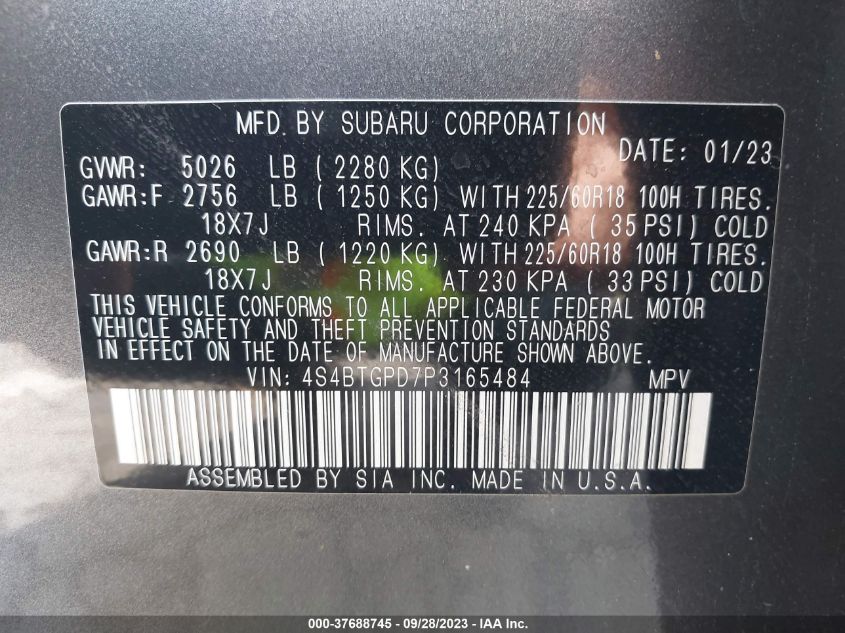 MFD. BY SUBARU CORPORATION
DATE: 01/23
GVWR: 5026 LB ( 2280 KG)
GAWR:F 2756 LB ( 1250 KG) WITH 225/60R18 100H TIRES.
18X7J RIMS. AT 240 KPA ( 35 PSI) COLD
GAWR:R 2690 LB ( 1220 KG) WITH 225/60R18 100H TIRES.
18X7J RIMS. AT 230 KPA ( 33 PSI) COLD
THIS VEHICLE CONFORMS TO ALL APPLICABLE FEDERAL MOTOR
VEHICLE SAFETY AND THEFT PREVENTION STANDARDS
IN EFFECT ON THE DATE OF MANUFACTURE SHOWN ABOVE.
VIN: 4S4BTGPD7P3165484 MPV
ASSEMBLED BY SIA INC. MADE IN U.S.A.
000-37688745 - 09/28/2023 - IAA Inc.